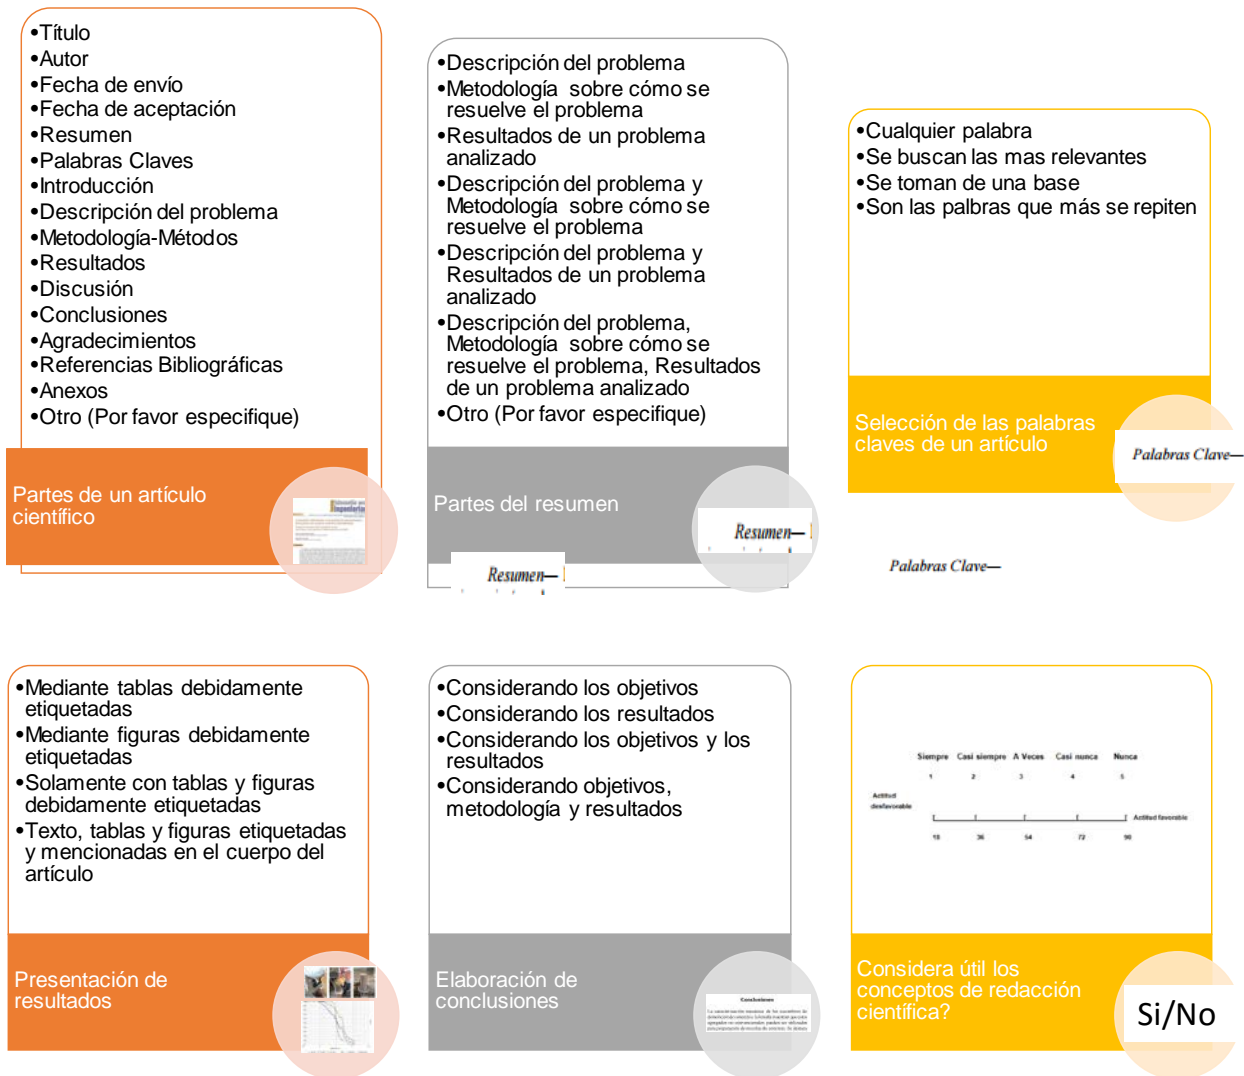 •Título
•Autor
•Fecha de envío
•Fecha de aceptación
•Resumen
•Palabras Claves
•Introducción
•Descripción del problema
•Metodología-Métodos
•Resultados
•Discusión
•Conclusiones
•Agradecimientos
•Referencias Bibliográficas
•Anexos
•Otro (Por favor especifique)
Partes de un artículo
científico
•Descripción del problema
•Metodología sobre cómo se
resuelve el problema
•Resultados de un problema
analizado
•Descripción del problema y
Metodología sobre cómo se
resuelve el problema
•Descripción del problema y
Resultados de un problema
analizado
•Descripción del problema,
Metodología sobre cómo se
resuelve el problema, Resultados
de un problema analizado
•Otro (Por favor especifique)
Partes del resumen
Resumen—
Resumen—
•Cualquier palabra
•Se buscan las mas relevantes
•Se toman de una base
•Son las palbras que más se repiten
Selección de las palabras
claves de un artículo
Palabras Clave—
Palabras Clave—
•Mediante tablas debidamente
etiquetadas
•Mediante figuras debidamente
etiquetadas
•Solamente con tablas y figuras
debidamente etiquetadas
•Texto, tablas y figuras etiquetadas
y mencionadas en el cuerpo del
artículo
Presentación de
resultados
•Considerando los objetivos
•Considerando los resultados
•Considerando los objetivos y los
resultados
•Considerando objetivos,
metodología y resultados
Elaboración de
conclusiones
Conclusiones
Siempre Casi siempre A Veces Casi nunca Nunca
1 2 3 4 5
Actitud
desfavorable
Actitud favorable
18 36 54 72 90
Considera útil los
conceptos de redacción
científica?
Si/No